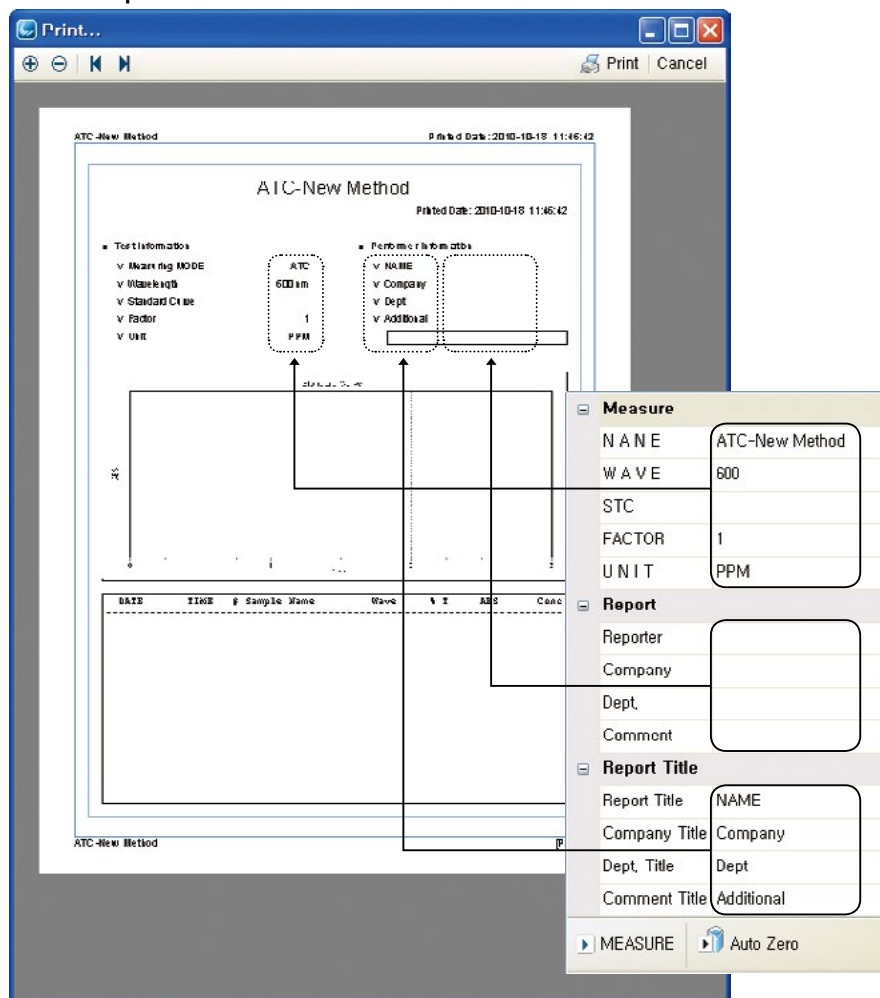 Print...
Print Cancel
ATC-New Method Printed Date:2010-10-18 11:46:42
ATC-New Method
Printed Date: 2010-10-18 11:46:42
Test Information
v Measuring MODE ATC
v Wavelength 600 nm
v Standard Curve
v Factor 1
v Unit PPM
Performer Information
v NAME
v Company
v Dept
v Additional
ABS
DATE TIME # Sample Name Wave % T ABS Conc
ATC-New Method
Measure
NANE ATC-New Method
WAVE 600
STC
FACTOR 1
UNIT PPM
Report
Reporter
Company
Dept.
Comment
Report Title
Report Title NAME
Company Title Company
Dept. Title Dept
Comment Title Additional
MEASURE Auto Zero